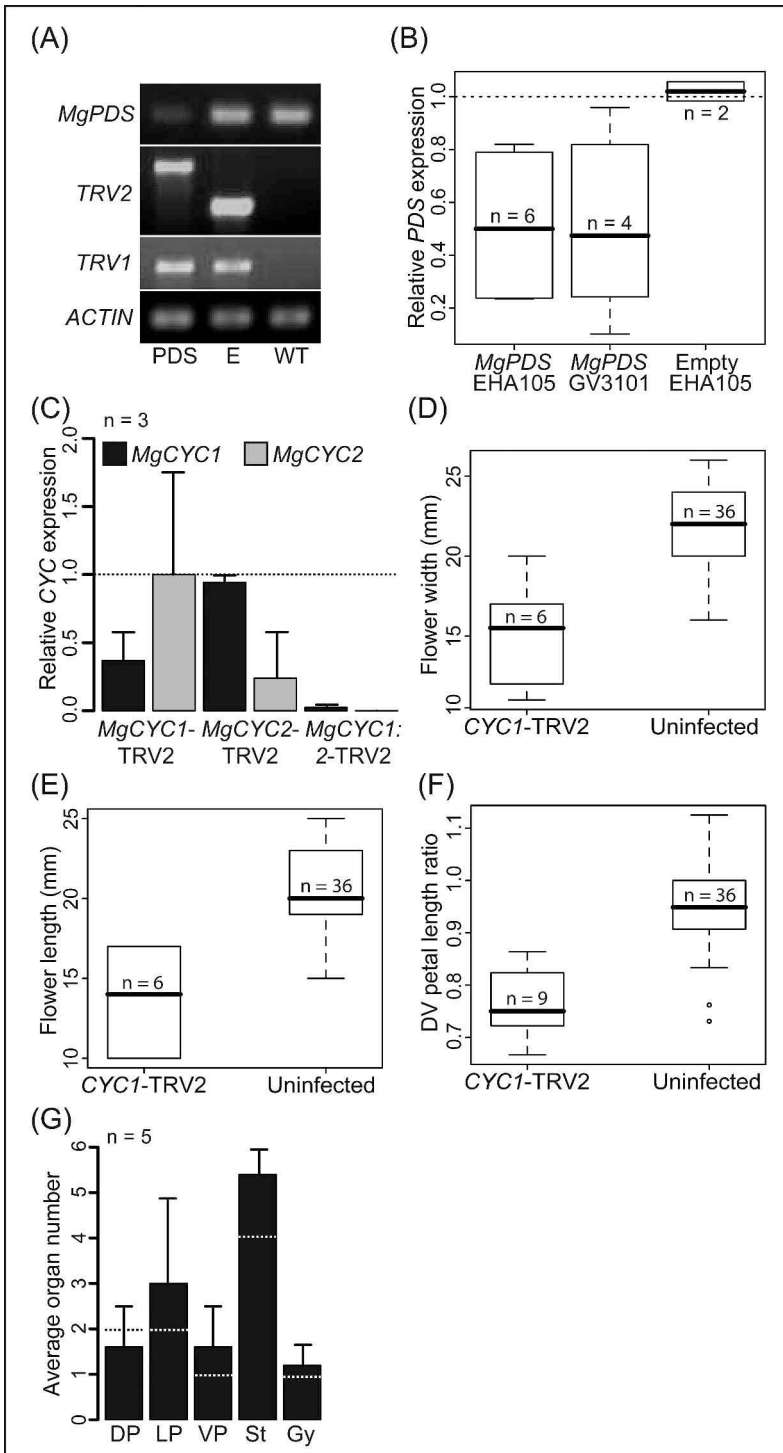 (A)
MgPDS
TRV2
TRV1
ACTIN
PDS E WT
(B)
Relative PDS expression
0.2 0.4 0.6 0.8 1.0
n = 6
n = 4
n = 2
MgPDS EHA105
MgPDS GV3101
Empty EHA105
(C)
n = 3
MgCYC1 MgCYC2
Relative CYC expression
0.0 0.5 1.0 1.5 2.0
MgCYC1-TRV2
MgCYC2-TRV2
MgCYC1:2-TRV2
(D)
Flower width (mm)
10 15 20 25
n = 6
n = 36
CYC1-TRV2 Uninfected
(E)
Flower length (mm)
10 15 20 25
n = 6
n = 36
CYC1-TRV2 Uninfected
(F)
DV petal length ratio
0.7 0.8 0.9 1.0 1.1
n = 9
n = 36
CYC1-TRV2 Uninfected
(G)
n = 5
Average organ number
0 1 2 3 4 5 6
DP LP VP St Gy